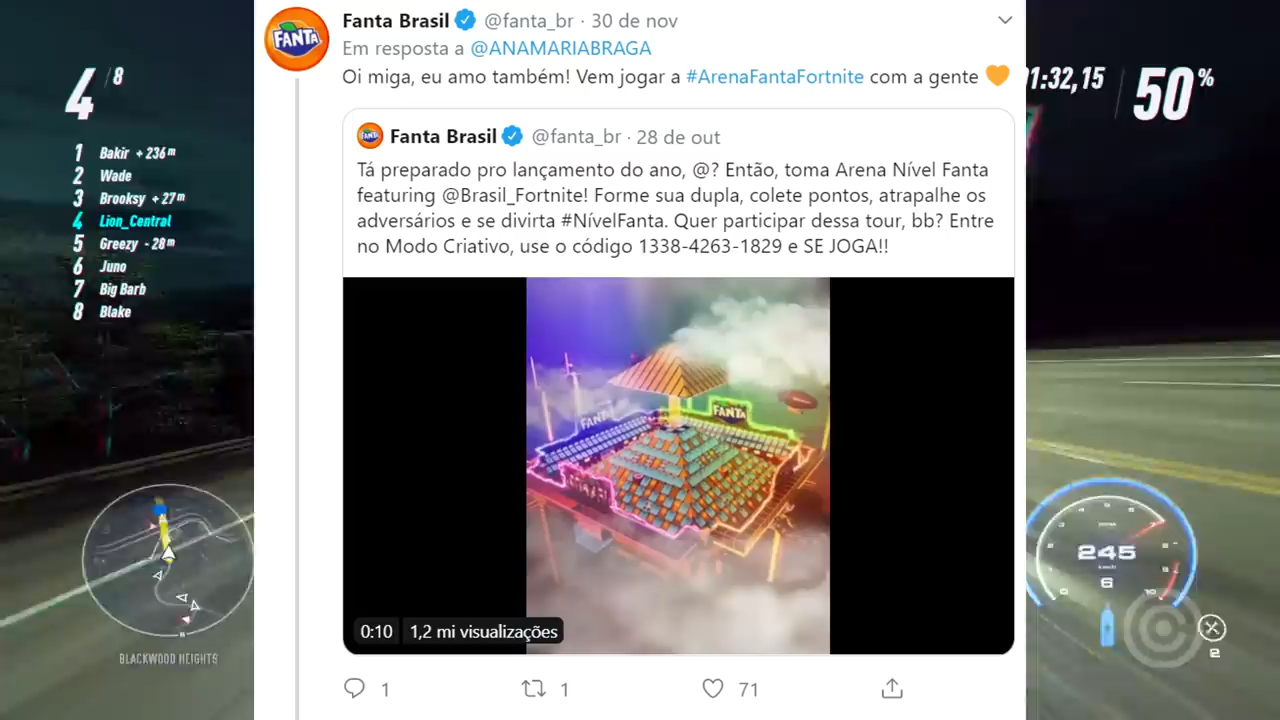 4/8
1 Bakir +236m
2 Wade
3 Brooksy +27m
4 Lion_Central
5 Greezy -28m
6 Juno
7 Big Barb
8 Blake
BLACKWOOD HEIGHTS
FANTA
Fanta Brasil @fanta_br · 30 de nov
Em resposta a @ANAMARIABRAGA
Oi miga, eu amo também! Vem jogar a #ArenaFantaFortnite com a gente 🧡
Fanta Brasil @fanta_br · 28 de out
Tá preparado pro lançamento do ano, @? Então, toma Arena Nível Fanta
featuring @Brasil_Fortnite! Forme sua dupla, colete pontos, atrapalhe os
adversários e se divirta #NívelFanta. Quer participar dessa tour, bb? Entre
no Modo Criativo, use o código 1338-4263-1829 e SE JOGA!!
FANTA
FANTA
0:10 1,2 mi visualizações
1 1 71
1:32,15
50%
245
km/h
6
2